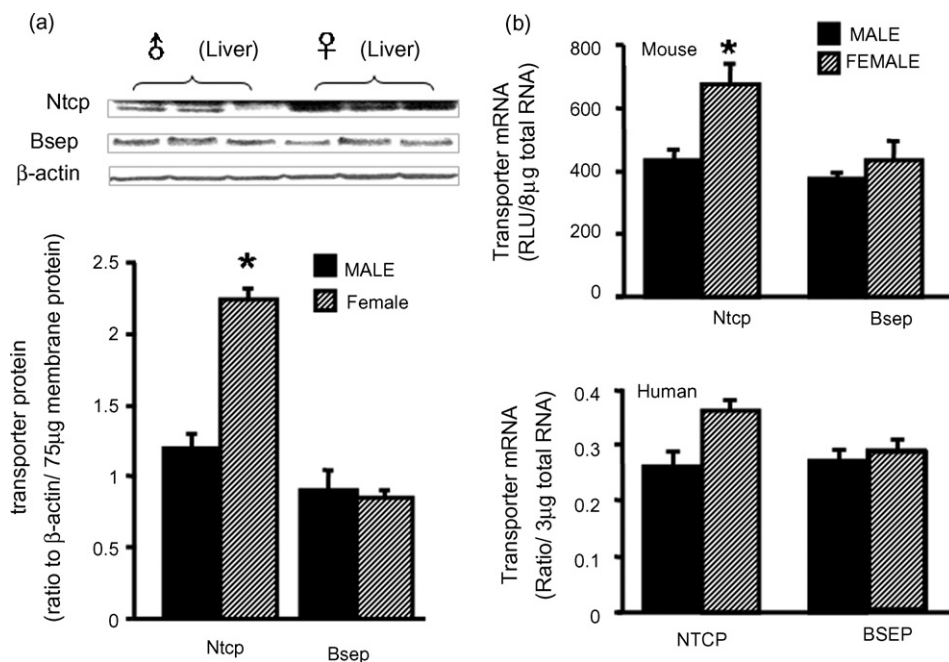 (a)
♂ (Liver) ♀ (Liver)
Ntcp
Bsep
β-actin
transporter protein
(ratio to β-actin/ 75μg membrane protein)
2.5
2
1.5
1
0.5
0
*
MALE
Female
Ntcp Bsep
(b)
Transporter mRNA
(RLU/8μg total RNA)
800
600
400
200
0
Mouse
*
MALE
FEMALE
Ntcp Bsep
Transporter mRNA
(Ratio/ 3μg total RNA)
0.4
0.3
0.2
0.1
0
Human
NTCP BSEP